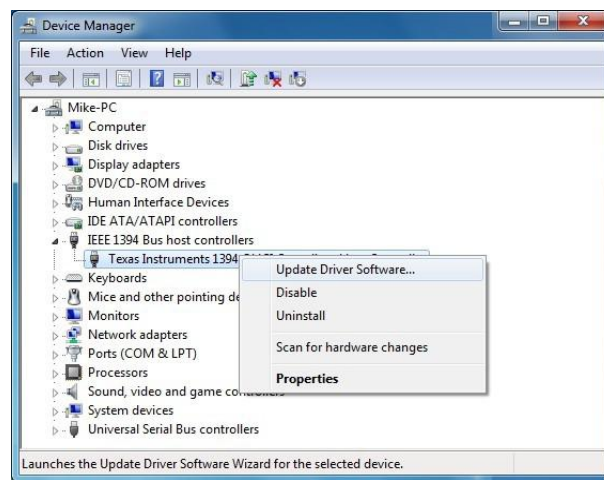 Device Manager
File Action View Help
Mike-PC
Computer
Disk drives
Display adapters
DVD/CD-ROM drives
Human Interface Devices
IDE ATA/ATAPI controllers
IEEE 1394 Bus host controllers
Texas Instruments 1394
Update Driver Software...
Keyboards
Disable
Mice and other pointing de
Monitors
Uninstall
Network adapters
Ports (COM & LPT)
Scan for hardware changes
Processors
Properties
Sound, video and game
System devices
Universal Serial Bus controllers
Launches the Update Driver Software Wizard for the selected device.